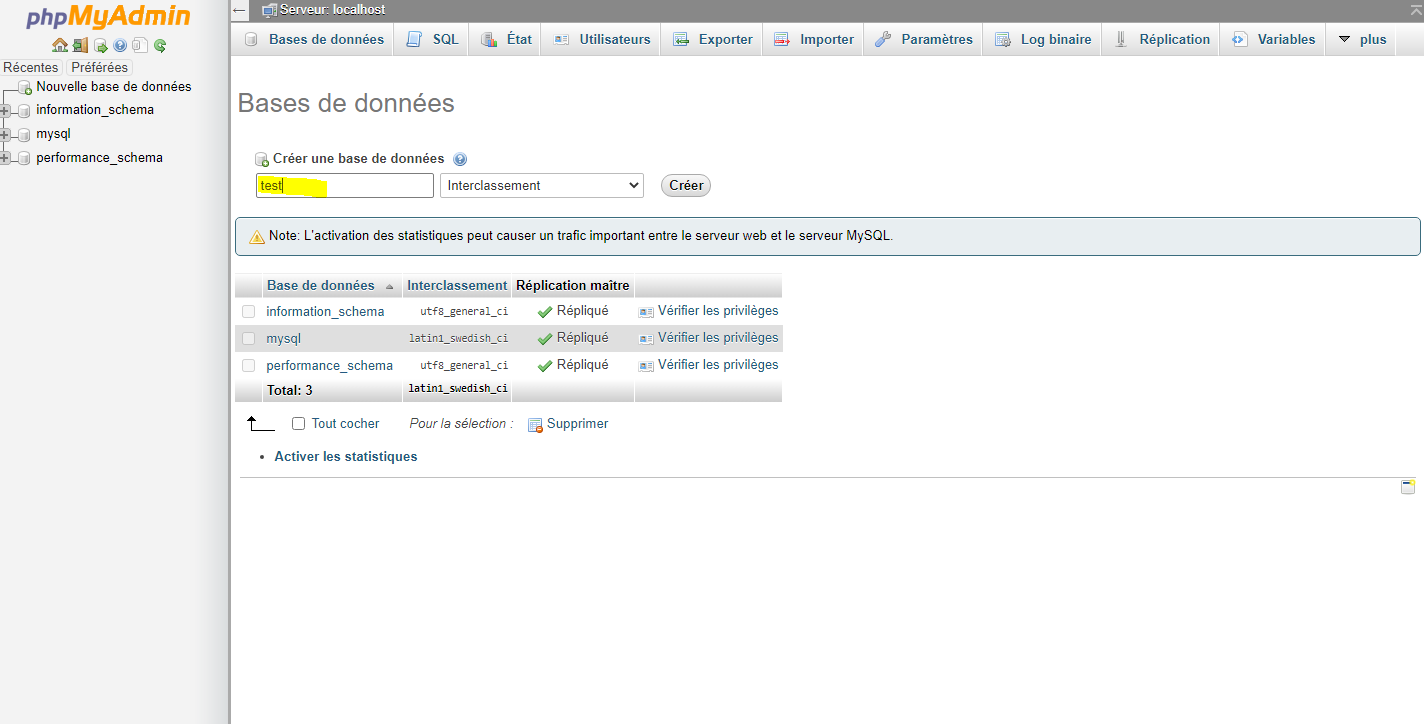 phpMyAdmin
Récentes Préférées
Nouvelle base de données
information_schema
mysql
performance_schema
Serveur: localhost
Bases de données SQL État Utilisateurs Exporter Importer Paramètres Log binaire Réplication Variables plus
Bases de données
Créer une base de données
test Interclassement Créer
Note: L'activation des statistiques peut causer un trafic important entre le serveur web et le serveur MySQL.
Base de données Interclassement Réplication maître
information_schema utf8_general_ci Répliqué Vérifier les privilèges
mysql latin1_swedish_ci Répliqué Vérifier les privilèges
performance_schema utf8_general_ci Répliqué Vérifier les privilèges
Total: 3 latin1_swedish_ci
Tout cocher Pour la sélection : Supprimer
Activer les statistiques